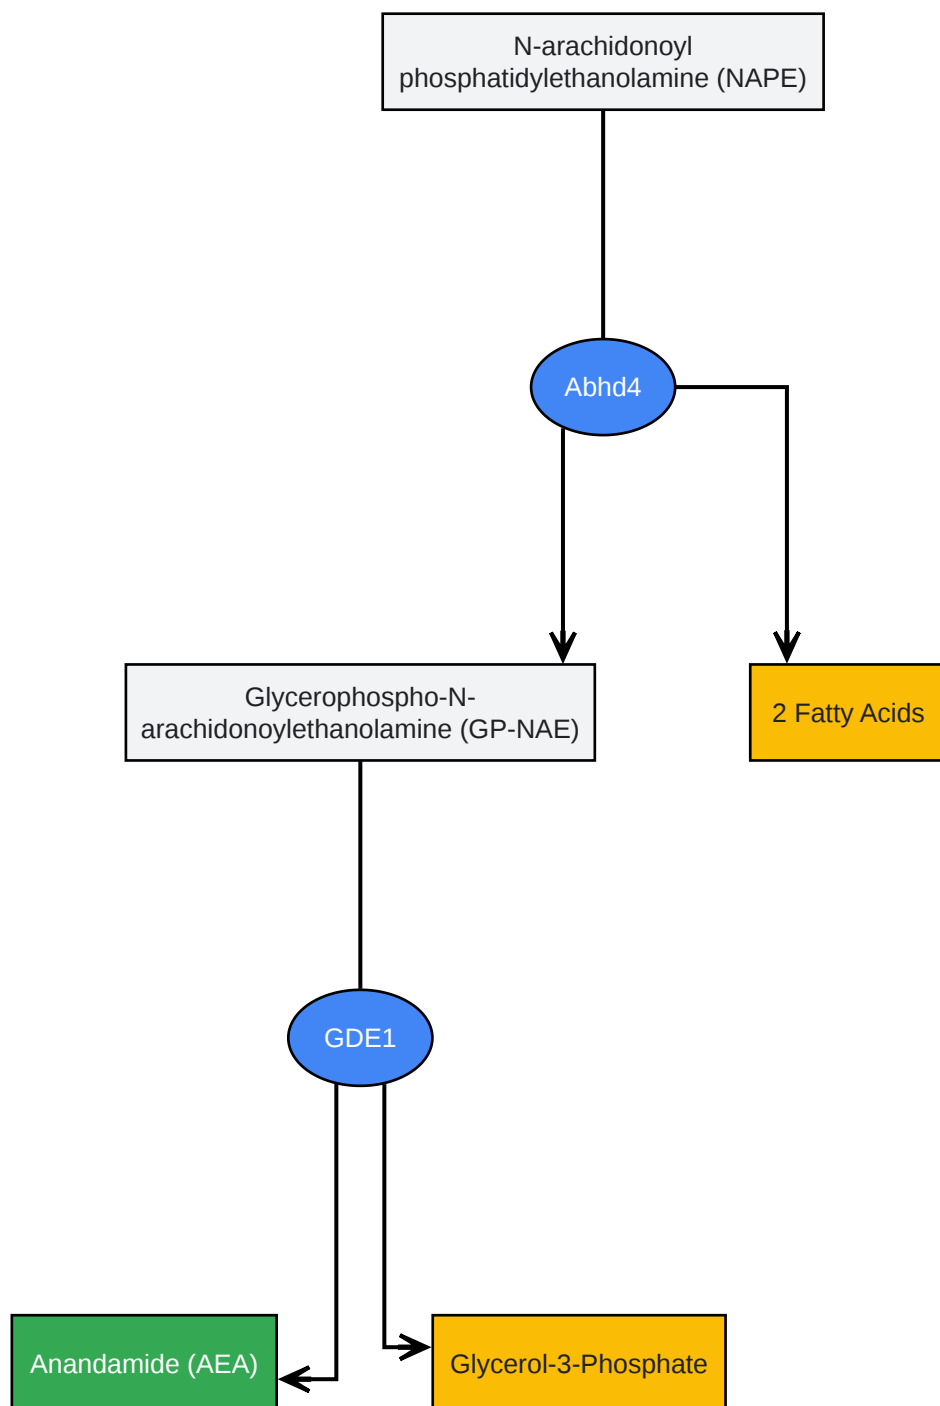 N-arachidonoyl
phosphatidylethanolamine (NAPE)
Abhd4
Glycerophospho-N-
arachidonoylethanolamine (GP-NAE)
2 Fatty Acids
GDE1
Anandamide (AEA)
Glycerol-3-Phosphate